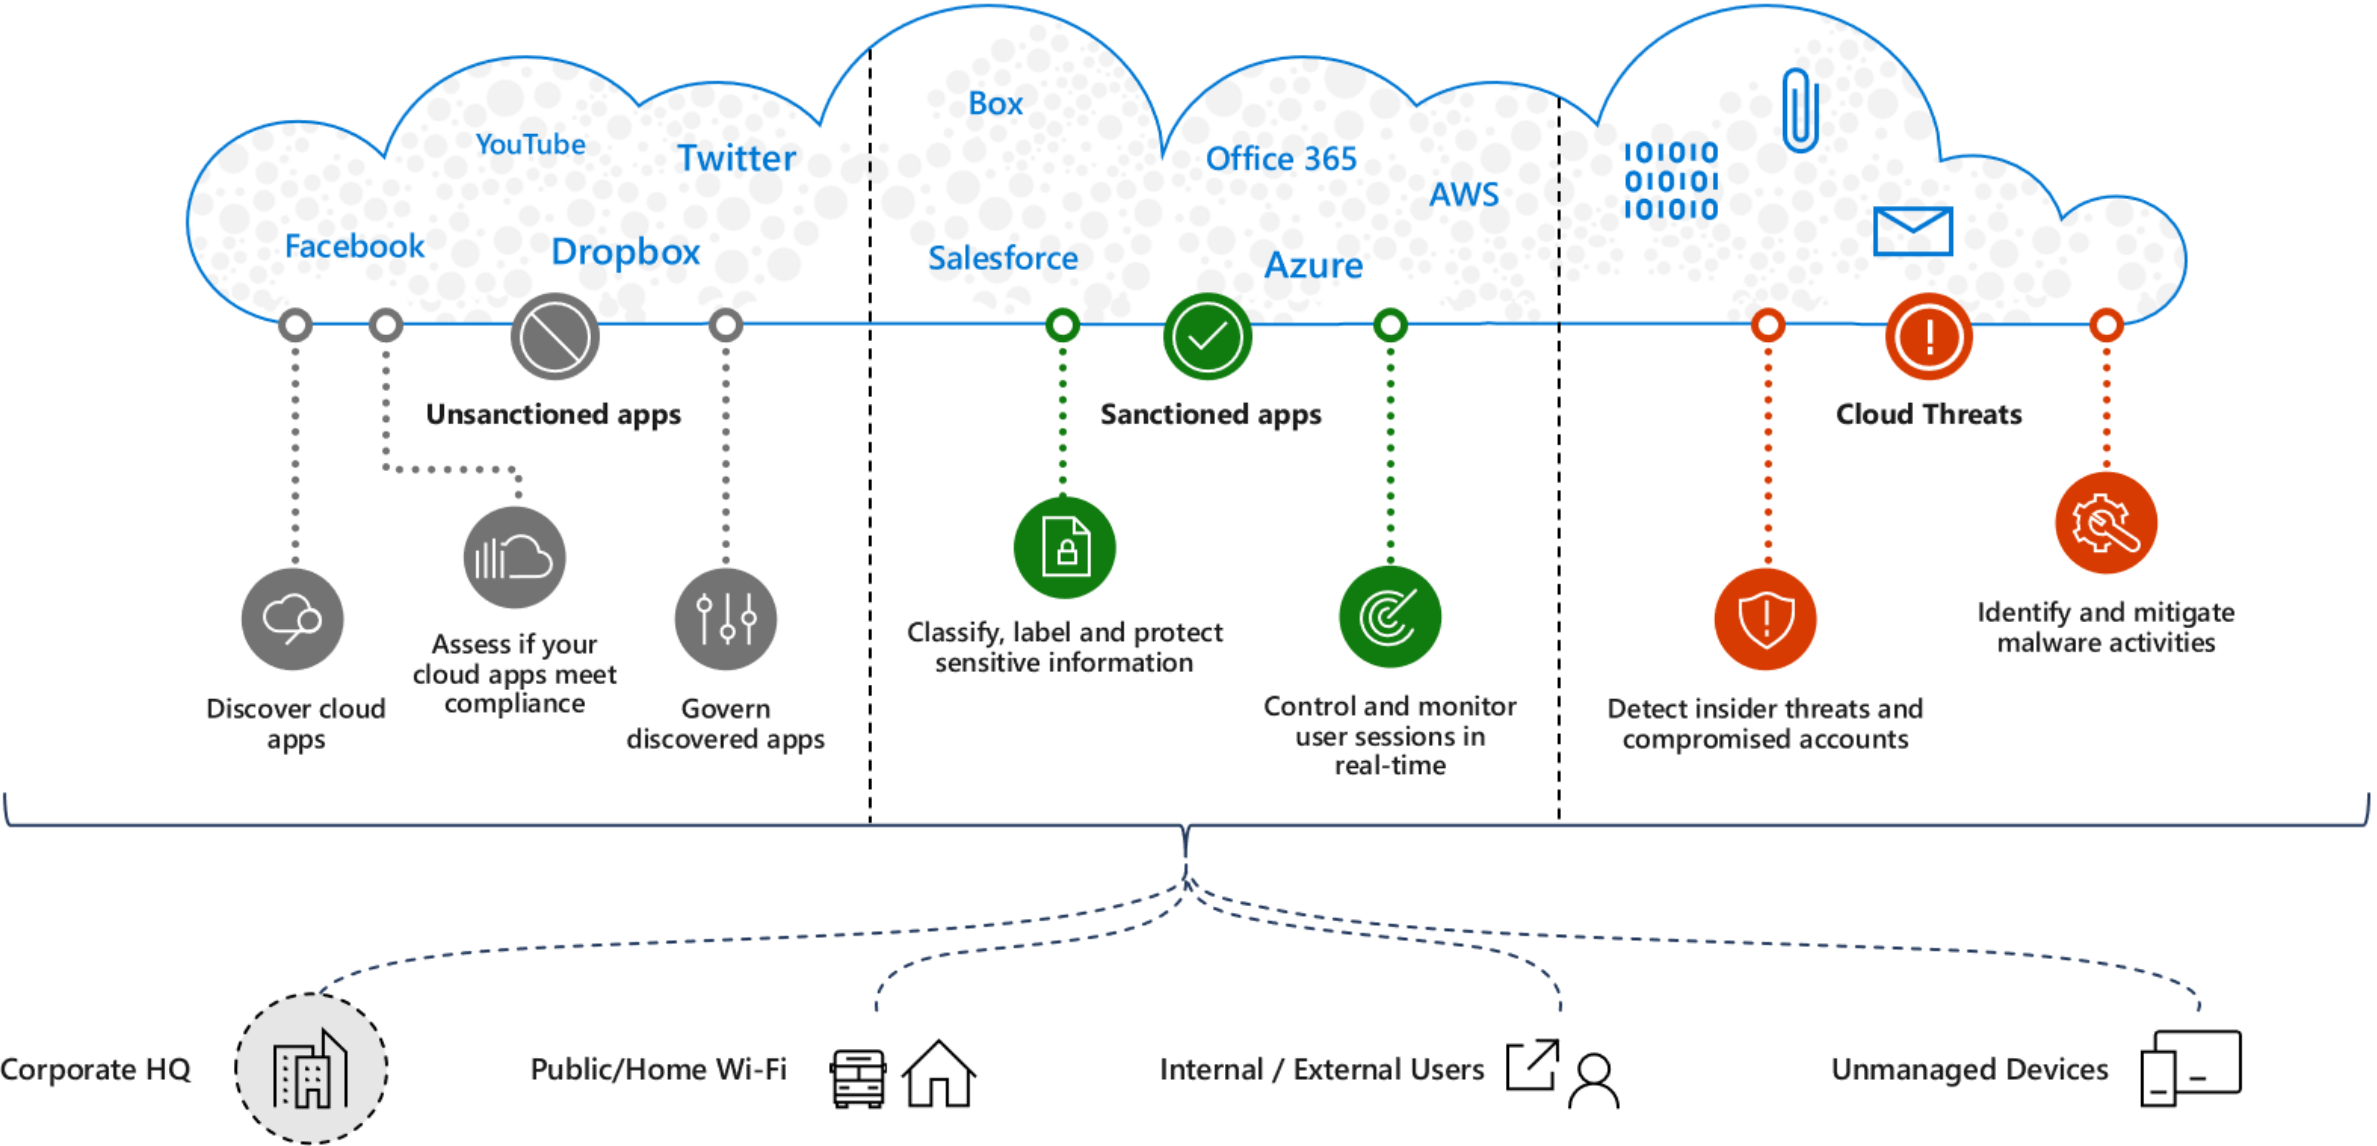 Box
YouTube
Twitter
Office 365
AWS
Facebook
Dropbox
Salesforce
Azure
101010
010101
101010
Unsanctioned apps
Sanctioned apps
Cloud Threats
Discover cloud
apps
Assess if your
cloud apps meet
compliance
Govern
discovered apps
Classify, label and protect
sensitive information
Control and monitor
user sessions in
real-time
Detect insider threats and
compromised accounts
Identify and mitigate
malware activities
Corporate HQ
Public/Home Wi-Fi
Internal / External Users
Unmanaged Devices